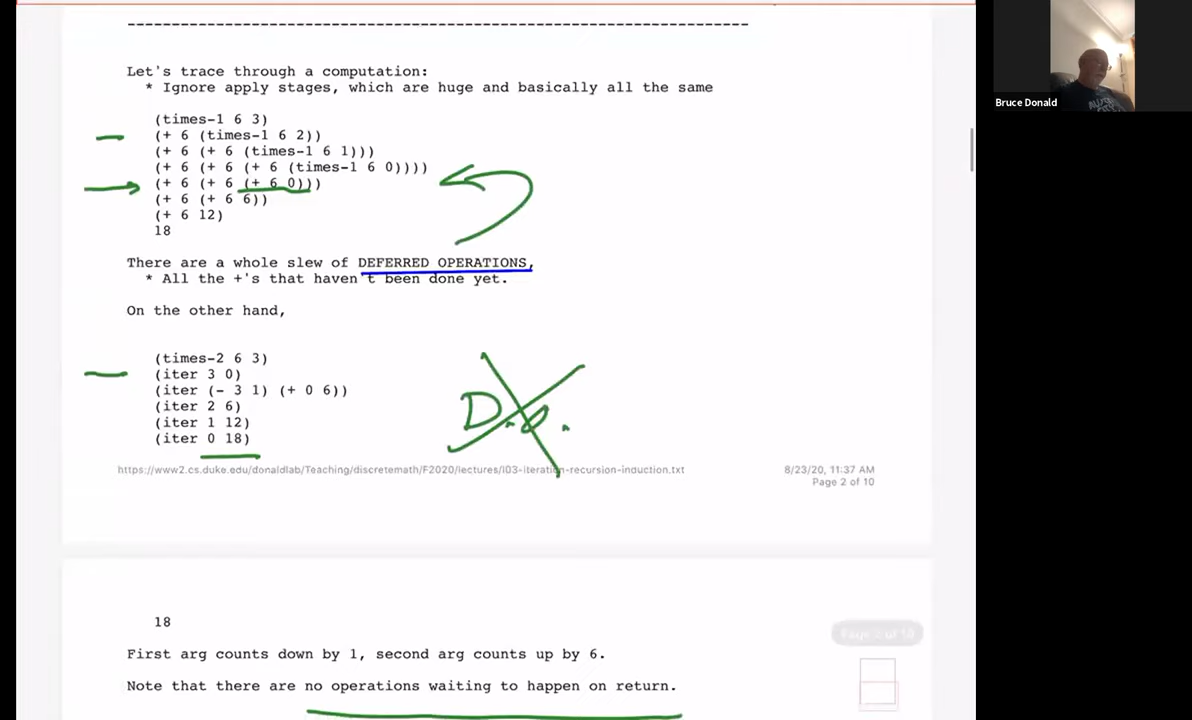 --------------------------------------------------------------------------
Let's trace through a computation:
* Ignore apply stages, which are huge and basically all the same
(times-1 6 3)
(+ 6 (times-1 6 2))
(+ 6 (+ 6 (times-1 6 1)))
(+ 6 (+ 6 (+ 6 (times-1 6 0))))
(+ 6 (+ 6 (+ 6 0)))
(+ 6 (+ 6 6))
(+ 6 12)
18
There are a whole slew of DEFERRED OPERATIONS,
* All the +'s that haven't been done yet.
On the other hand,
(times-2 6 3)
(iter 3 0)
(iter (- 3 1) (+ 0 6))
(iter 2 6)
(iter 1 12)
(iter 0 18)
D.O.
https://www2.cs.duke.edu/donaldlab/Teaching/discretemath/F2020/lectures/l03-iteration-recursion-induction.txt
8/23/20, 11:37 AM
Page 2 of 10
18
First arg counts down by 1, second arg counts up by 6.
Note that there are no operations waiting to happen on return.
Page 2 of 10
Bruce Donald